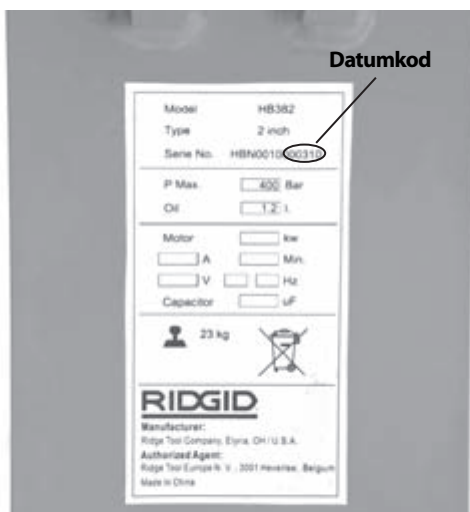 Datumkod
Model HB382
Type 2 inch
Serie No. HBN0010 00310
P Max. 400 Bar
Oil 1.2 l.
Motor kw
A Min.
V Hz
Capacitor uF
23 kg
RIDGID
Manufacturer:
Ridge Tool Company, Elyria, OH / U.S.A.
Authorized Agent:
Ridge Tool Europe N.V., 3001 Heverlee, Belgium
Made in China